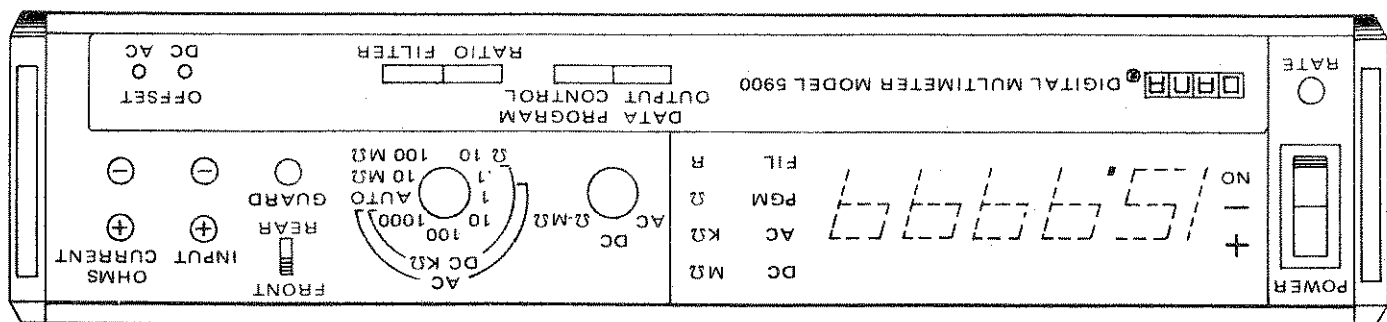 POWER
ON
RATE
+
−
15.9999
DC MΩ
AC KΩ
PGM Ω
FIL R
DC
AC Ω-MΩ
AC
DC KΩ
100
10 1000
1 AUTO
.1 10 MΩ
Ω 10 100 MΩ
FRONT
REAR
GUARD
INPUT
+
−
OHMS
CURRENT
+
−
DANA® DIGITAL MULTIMETER MODEL 5900
DATA PROGRAM
OUTPUT CONTROL
RATIO FILTER
OFFSET
DC AC